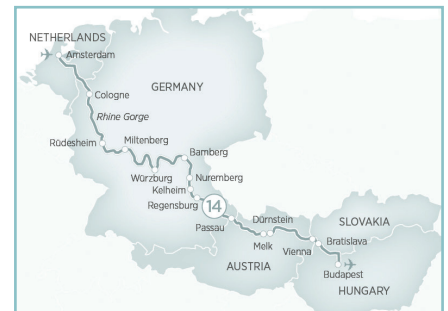 NETHERLANDS
Amsterdam
GERMANY
Cologne
Rhine Gorge
Rüdesheim
Miltenberg
Bamberg
Würzburg
Nuremberg
Kelheim
Regensburg
14
Passau
Dürnstein
Melk
Vienna
SLOVAKIA
Bratislava
AUSTRIA
Budapest
HUNGARY